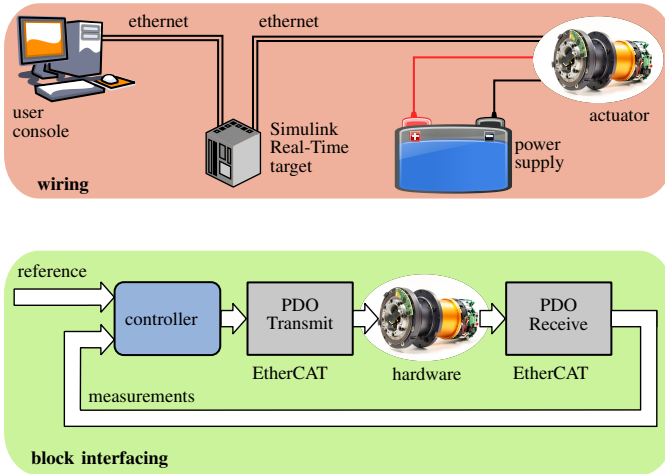 ethernet
ethernet
user
console
Simulink
Real-Time
target
actuator
power
supply
wiring
reference
controller
PDO
Transmit
PDO
Receive
EtherCAT
hardware
EtherCAT
measurements
block interfacing